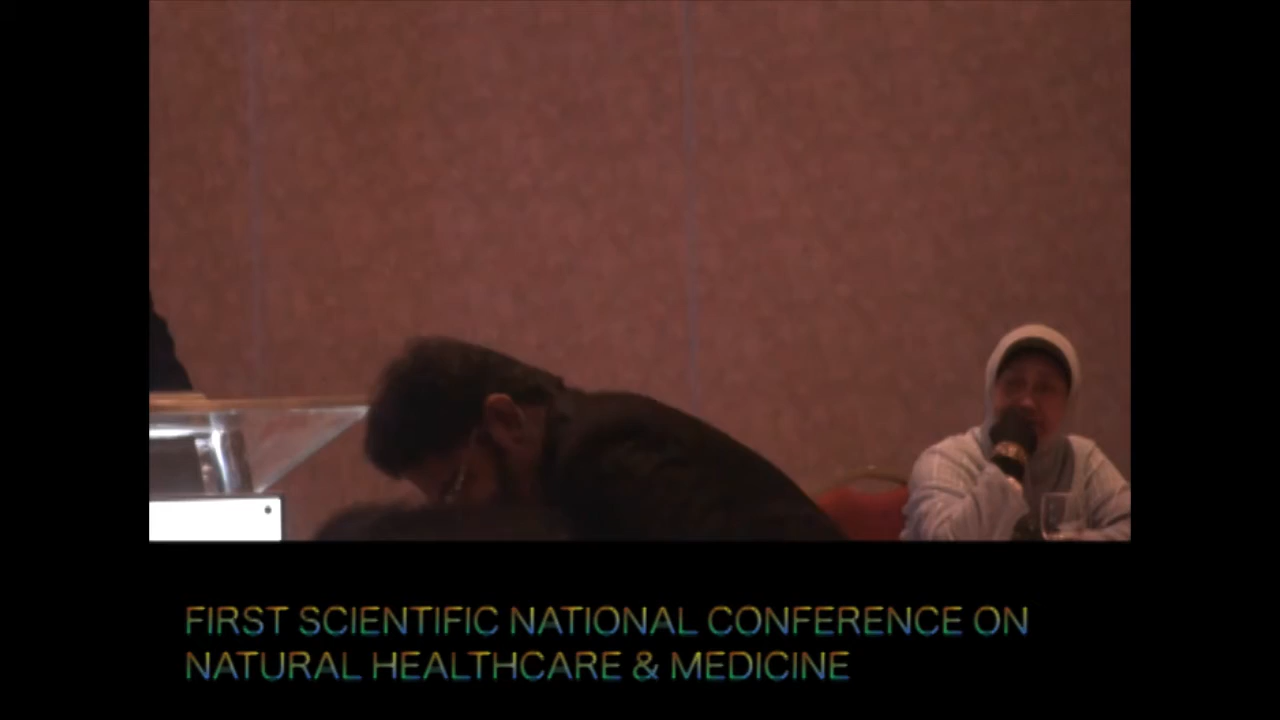 FIRST SCIENTIFIC NATIONAL CONFERENCE ON
NATURAL HEALTHCARE & MEDICINE